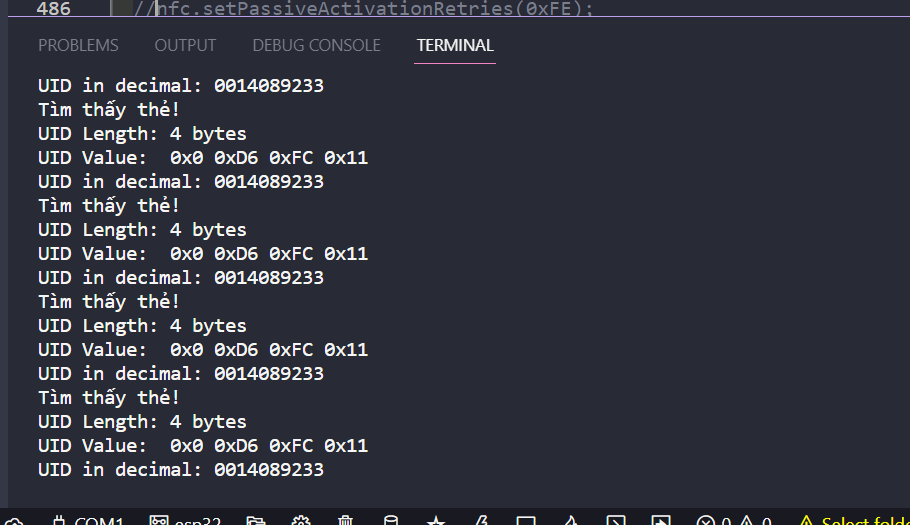 486 //nfc.setPassiveActivationRetries(0xFE);
PROBLEMS OUTPUT DEBUG CONSOLE TERMINAL
UID in decimal: 0014089233
Tìm thấy thẻ!
UID Length: 4 bytes
UID Value:  0x0 0xD6 0xFC 0x11
UID in decimal: 0014089233
Tìm thấy thẻ!
UID Length: 4 bytes
UID Value:  0x0 0xD6 0xFC 0x11
UID in decimal: 0014089233
Tìm thấy thẻ!
UID Length: 4 bytes
UID Value:  0x0 0xD6 0xFC 0x11
UID in decimal: 0014089233
Tìm thấy thẻ!
UID Length: 4 bytes
UID Value:  0x0 0xD6 0xFC 0x11
UID in decimal: 0014089233
COM1 esp32 0 0 Select folde